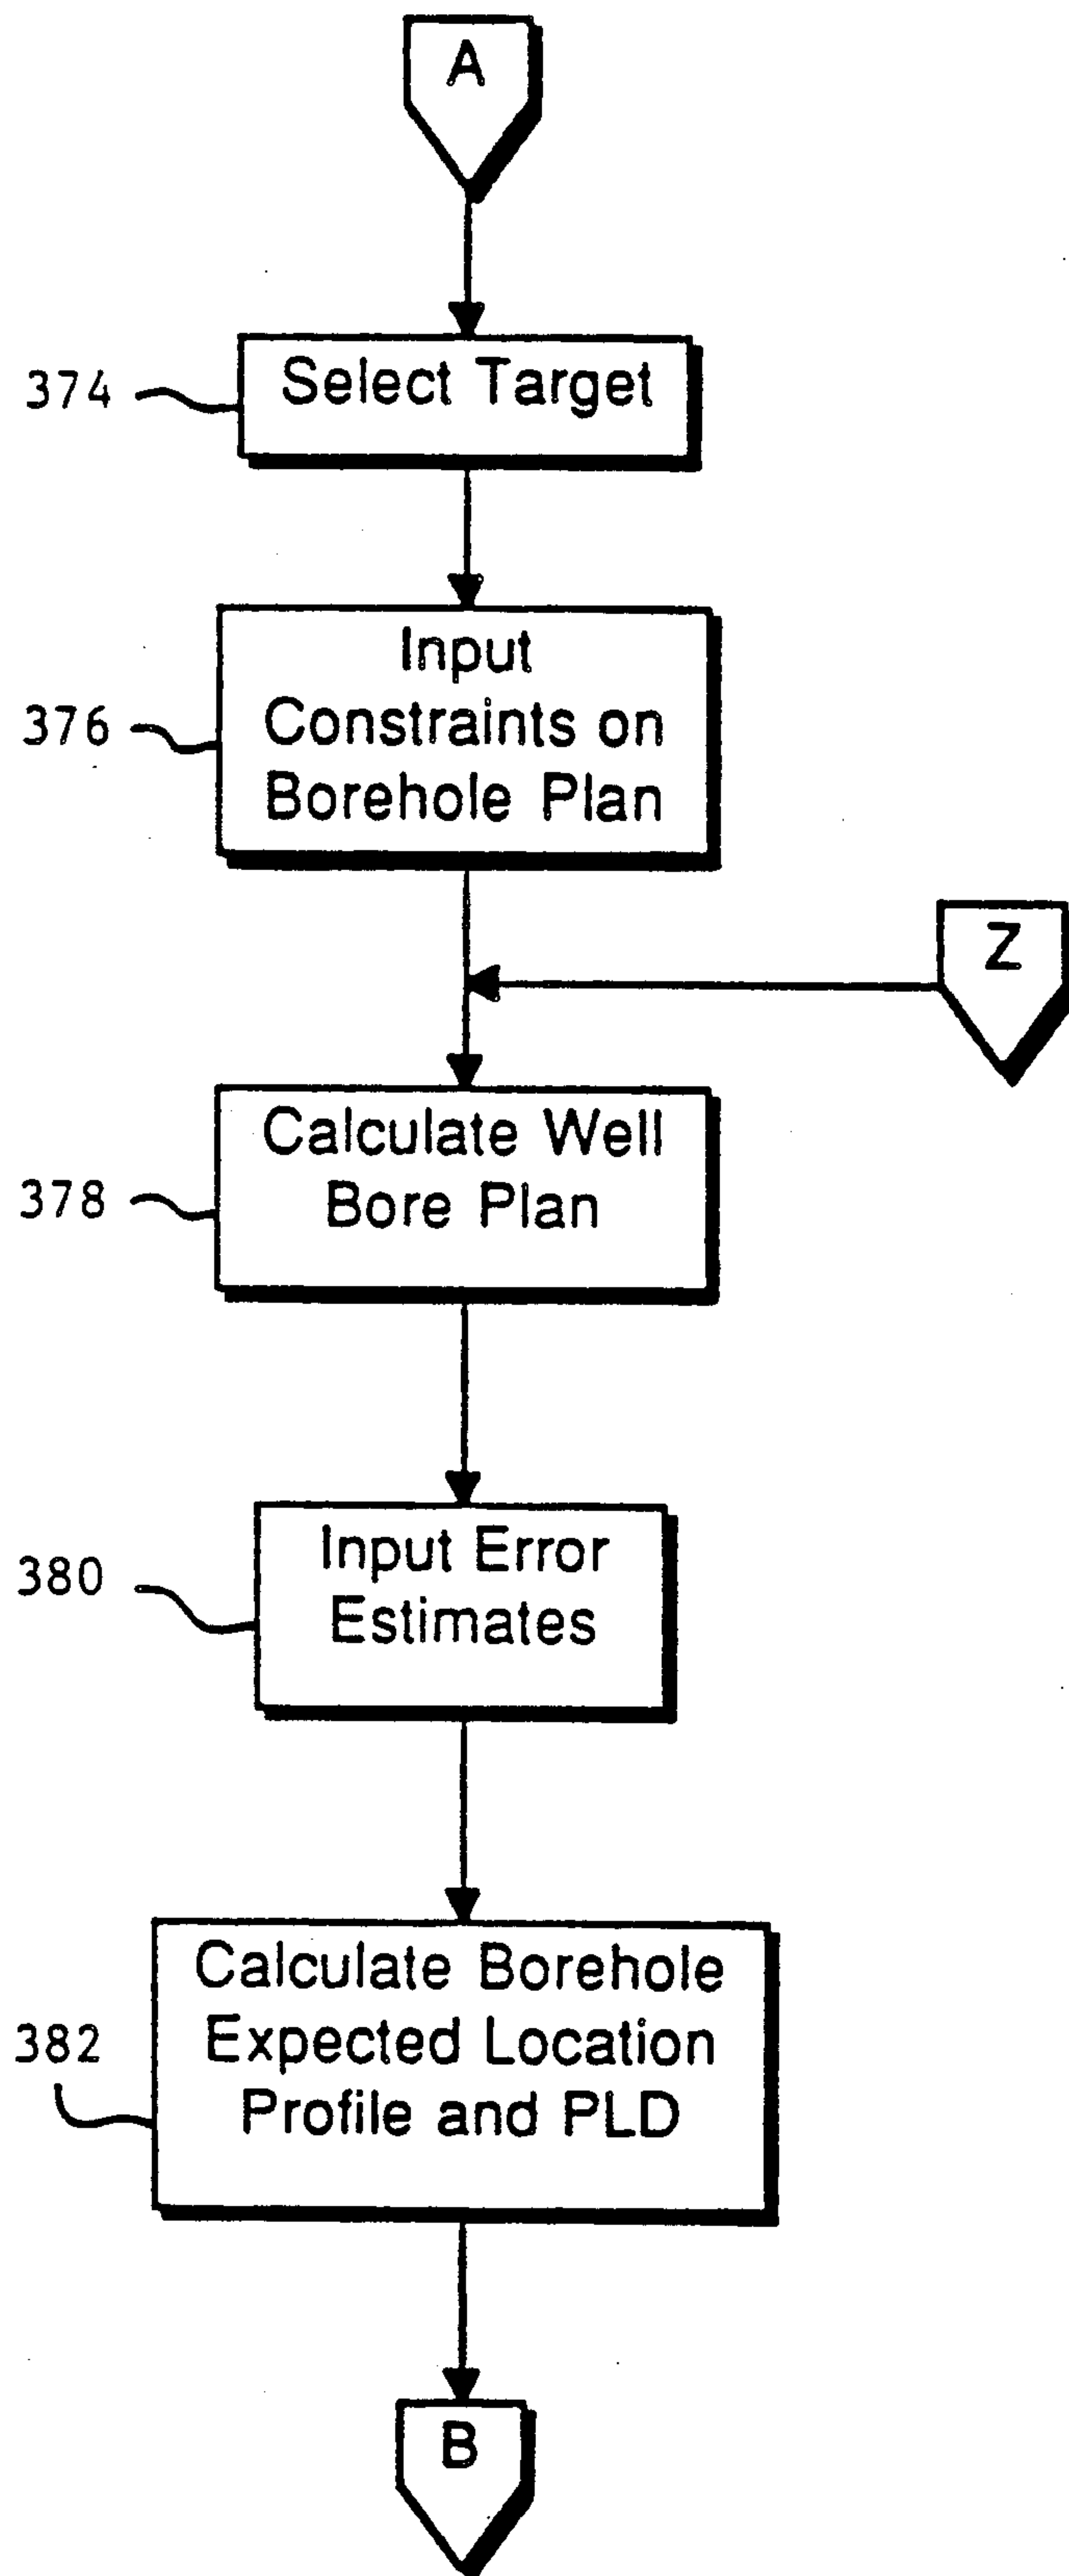 A
374
Select Target
376
Input
Constraints on
Borehole Plan
Z
378
Calculate Well
Bore Plan
380
Input Error
Estimates
382
Calculate Borehole
Expected Location
Profile and PLD
B